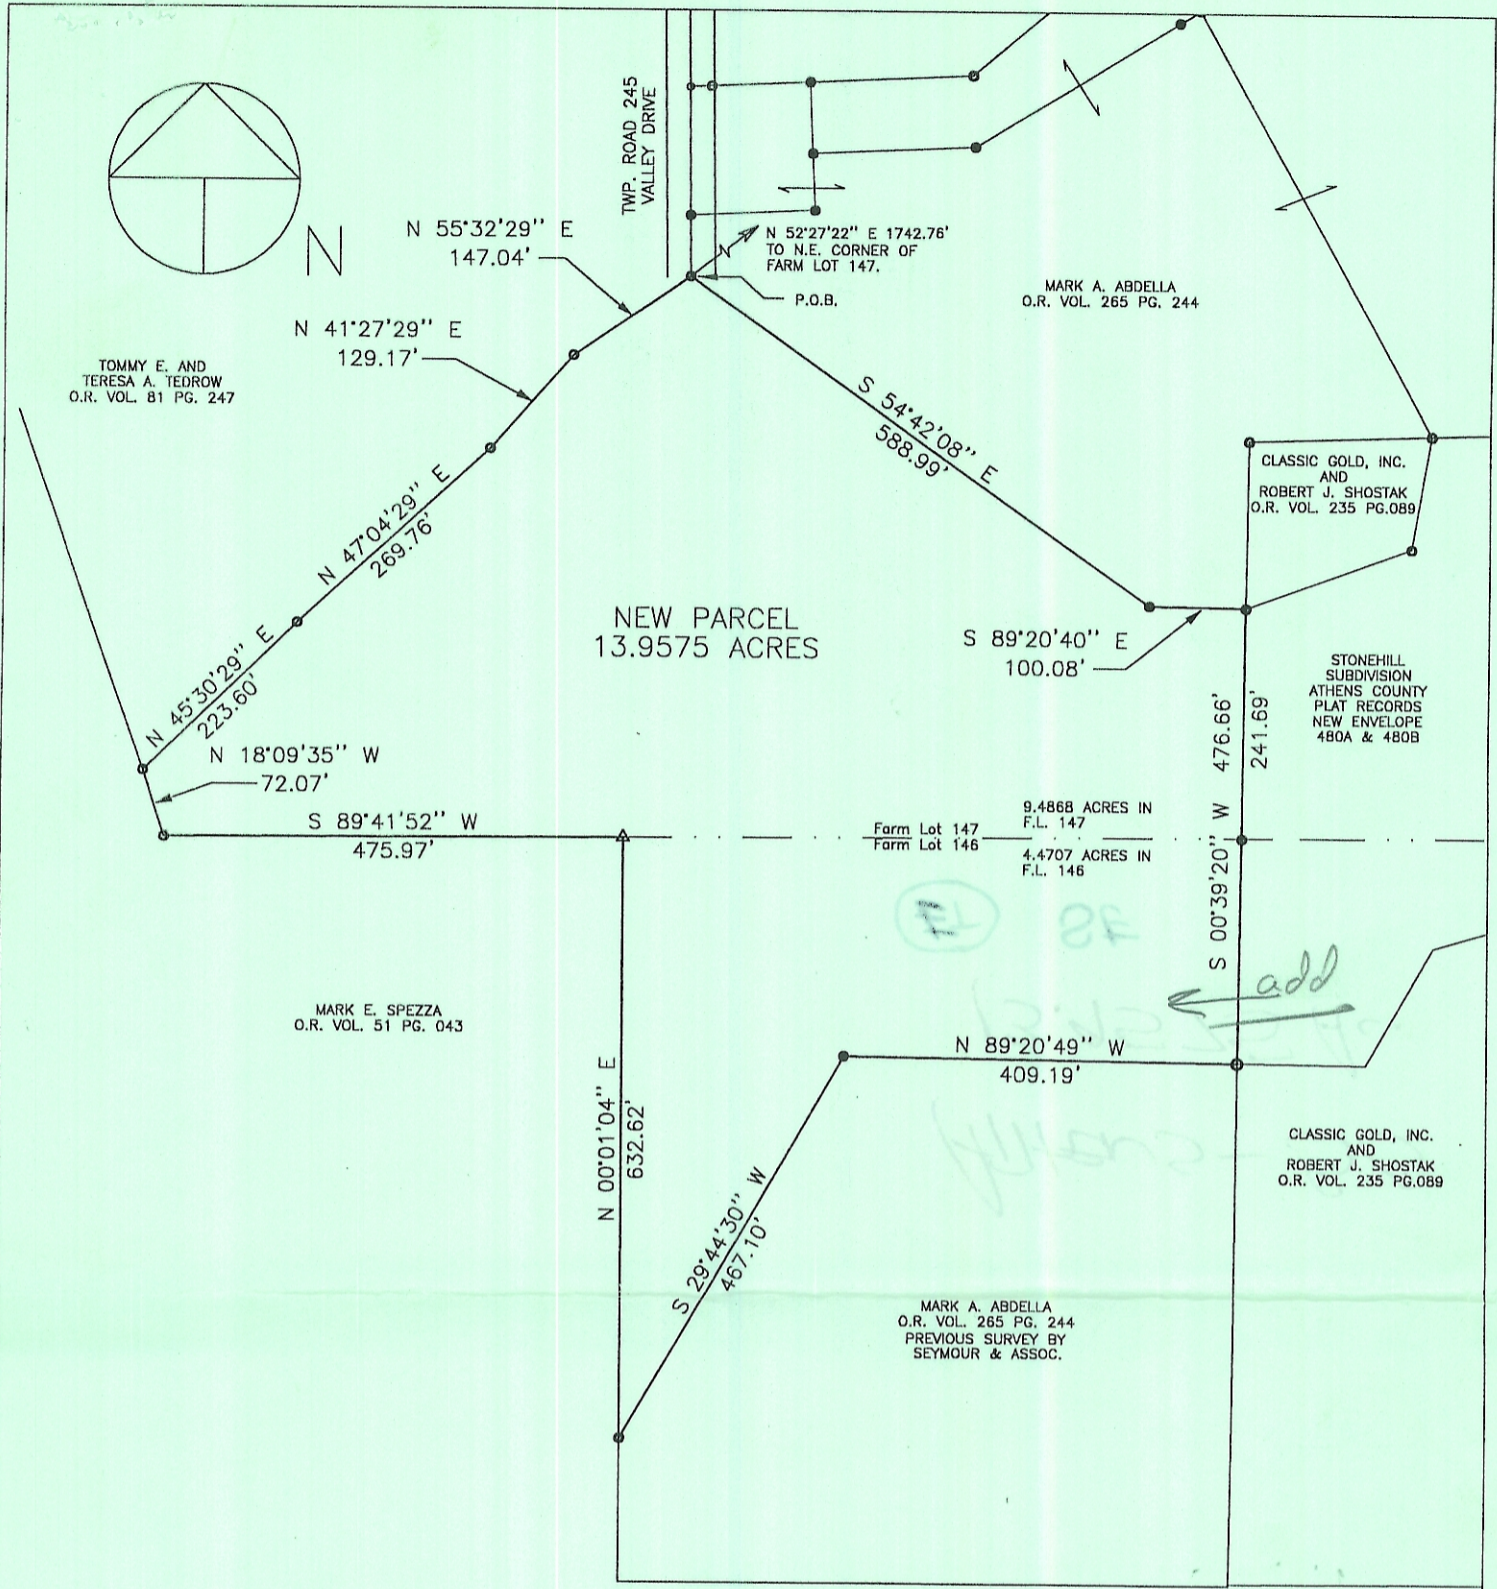 TWP. ROAD 245
VALLEY DRIVE
N
N 55°32'29" E
147.04'
N
N 52°27'22" E 1742.76'
TO N.E. CORNER OF
FARM LOT 147.
P.O.B.
MARK A. ABDELLA
O.R. VOL. 265 PG. 244
N 41°27'29" E
129.17'
TOMMY E. AND
TERESA A. TEDROW
O.R. VOL. 81 PG. 247
S 54°42'08" E
588.99'
CLASSIC GOLD, INC.
AND
ROBERT J. SHOSTAK
O.R. VOL. 235 PG.089
N 47°04'29" E
269.76'
NEW PARCEL
13.9575 ACRES
S 89°20'40" E
100.08'
STONEHILL
SUBDIVISION
ATHENS COUNTY
PLAT RECORDS
NEW ENVELOPE
480A & 480B
N 45°30'29" E
223.60'
N 18°09'35" W
72.07'
S 89°41'52" W
475.97'
S 00°39'20" W 476.66'
241.69'
Farm Lot 147
Farm Lot 146
9.4868 ACRES IN
F.L. 147
4.4707 ACRES IN
F.L. 146
add
MARK E. SPEZZA
O.R. VOL. 51 PG. 043
N 89°20'49" W
409.19'
N 00°01'04" E
632.62'
S 29°44'30" W
467.10'
CLASSIC GOLD, INC.
AND
ROBERT J. SHOSTAK
O.R. VOL. 235 PG.089
MARK A. ABDELLA
O.R. VOL. 265 PG. 244
PREVIOUS SURVEY BY
SEYMOUR & ASSOC.